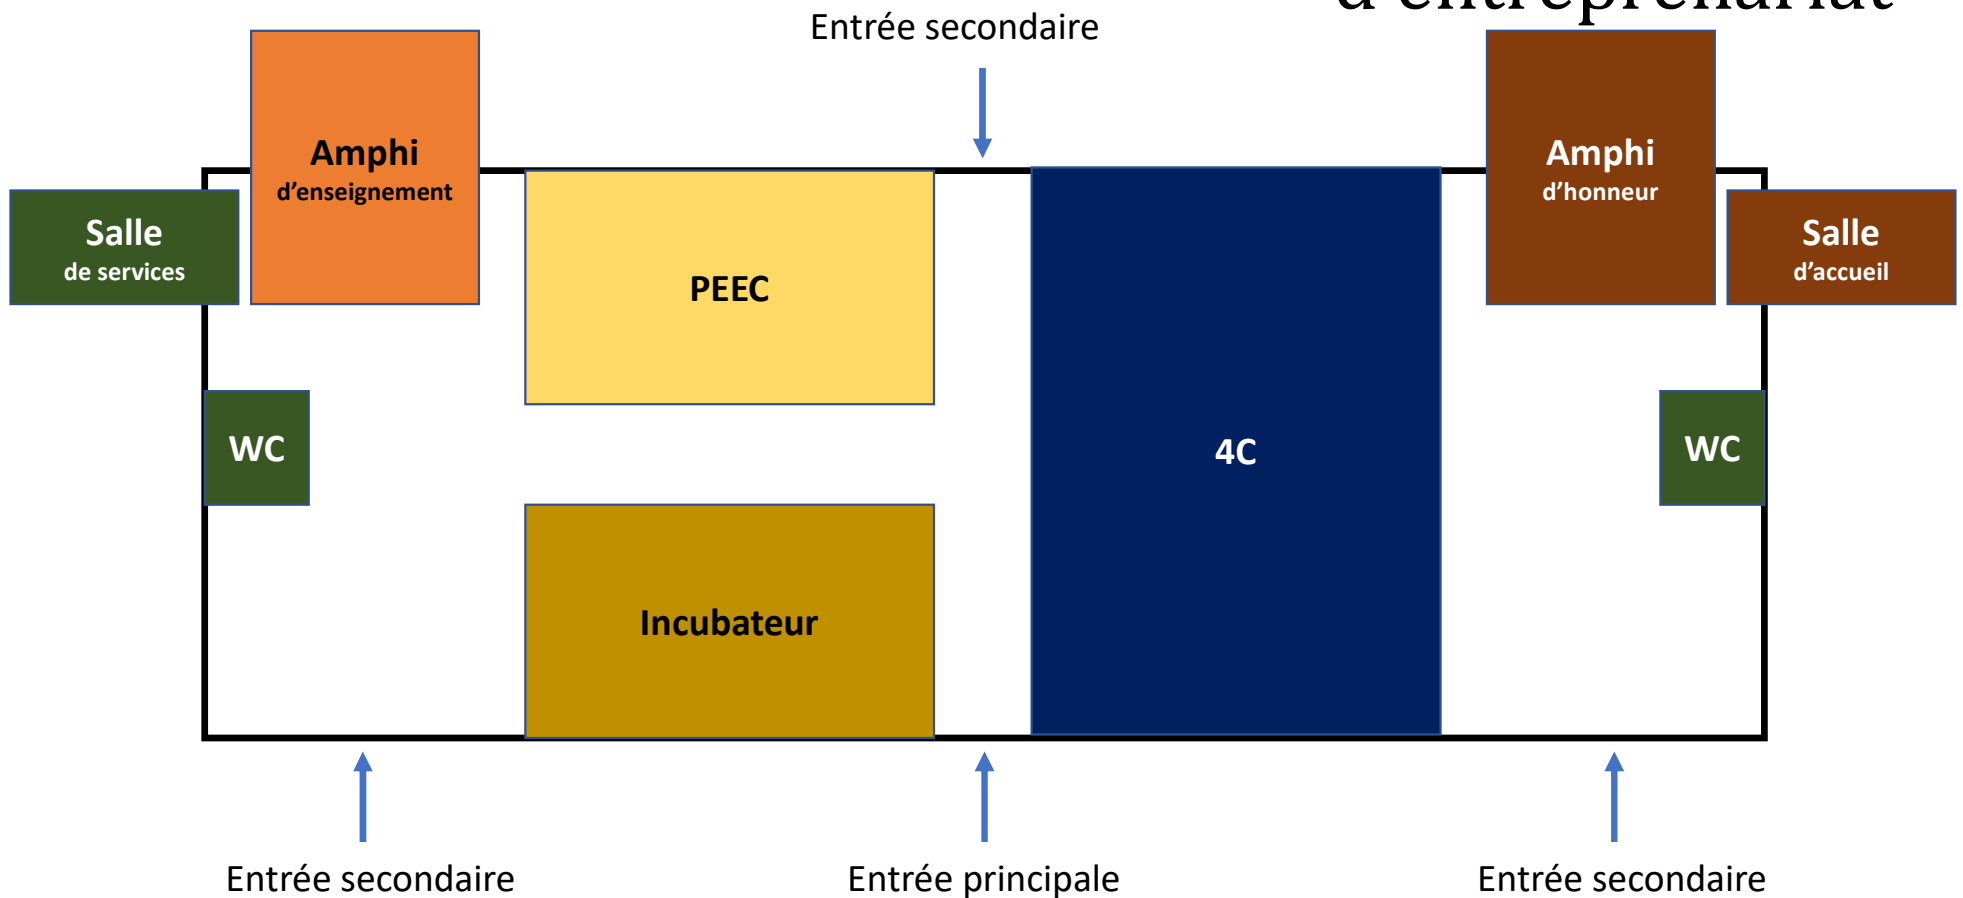 d'entreprenariat
Entrée secondaire
Amphi
d’enseignement
Amphi
d’honneur
Salle
de services
Salle
d’accueil
PEEC
WC
4C
WC
Incubateur
Entrée secondaire
Entrée principale
Entrée secondaire